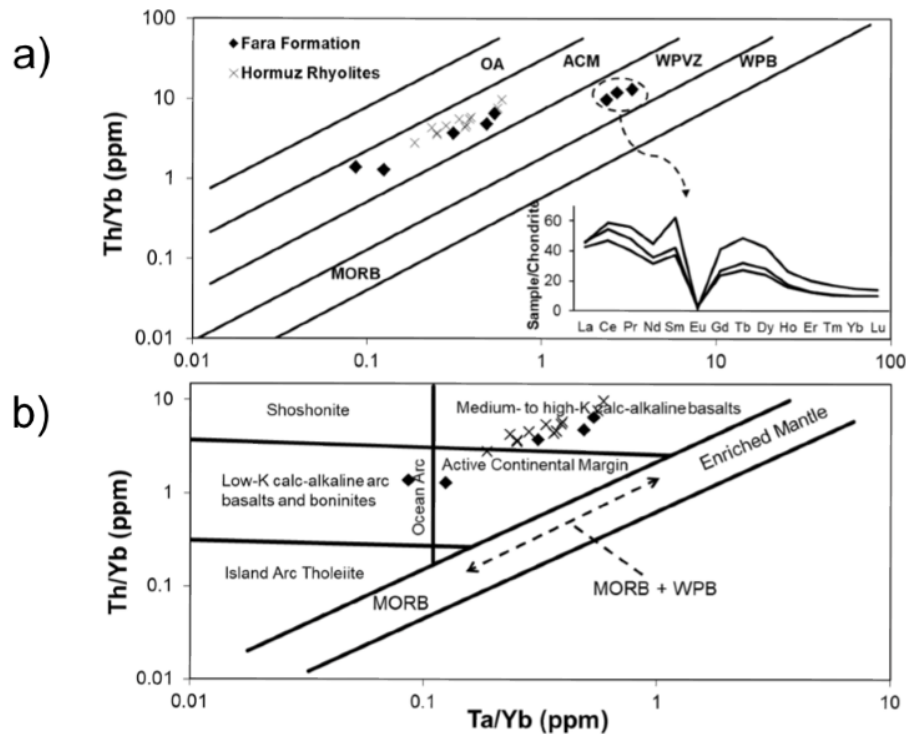 a)
Th/Yb (ppm)
100
10
1
0.1
0.01
Fara Formation
Hormuz Rhyolites
OA
ACM
WPVZ
WPB
MORB
Sample/Chondrite
60
40
20
0
La Ce Pr Nd Sm Eu Gd Tb Dy Ho Er Tm Yb Lu
0.01 0.1 1 10 100
b)
Th/Yb (ppm)
10
1
0.1
0.01
Shoshonite
Medium- to high-K calc-alkaline basalts
Low-K calc-alkaline arc
basalts and boninites
Ocean Arc
Active Continental Margin
Enriched Mantle
Island Arc Tholeiite
MORB
MORB + WPB
0.01 0.1 1 10
Ta/Yb (ppm)